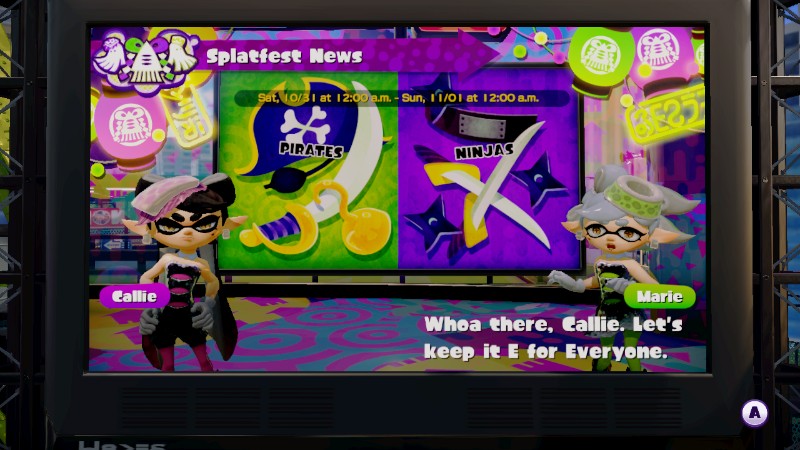 Splatfest News
Sat, 10/31 at 12:00 a.m. - Sun, 11/01 at 12:00 a.m.
PIRATES
NINJAS
Callie
Marie
Whoa there, Callie. Let's
keep it E for Everyone.
A